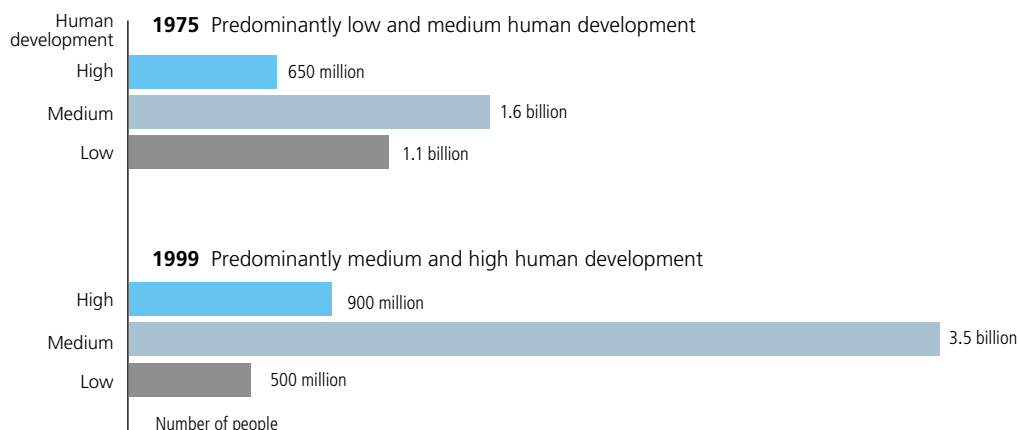 Human
development
1975 Predominantly low and medium human development
High 650 million
Medium 1.6 billion
Low 1.1 billion
1999 Predominantly medium and high human development
High 900 million
Medium 3.5 billion
Low 500 million
Number of people